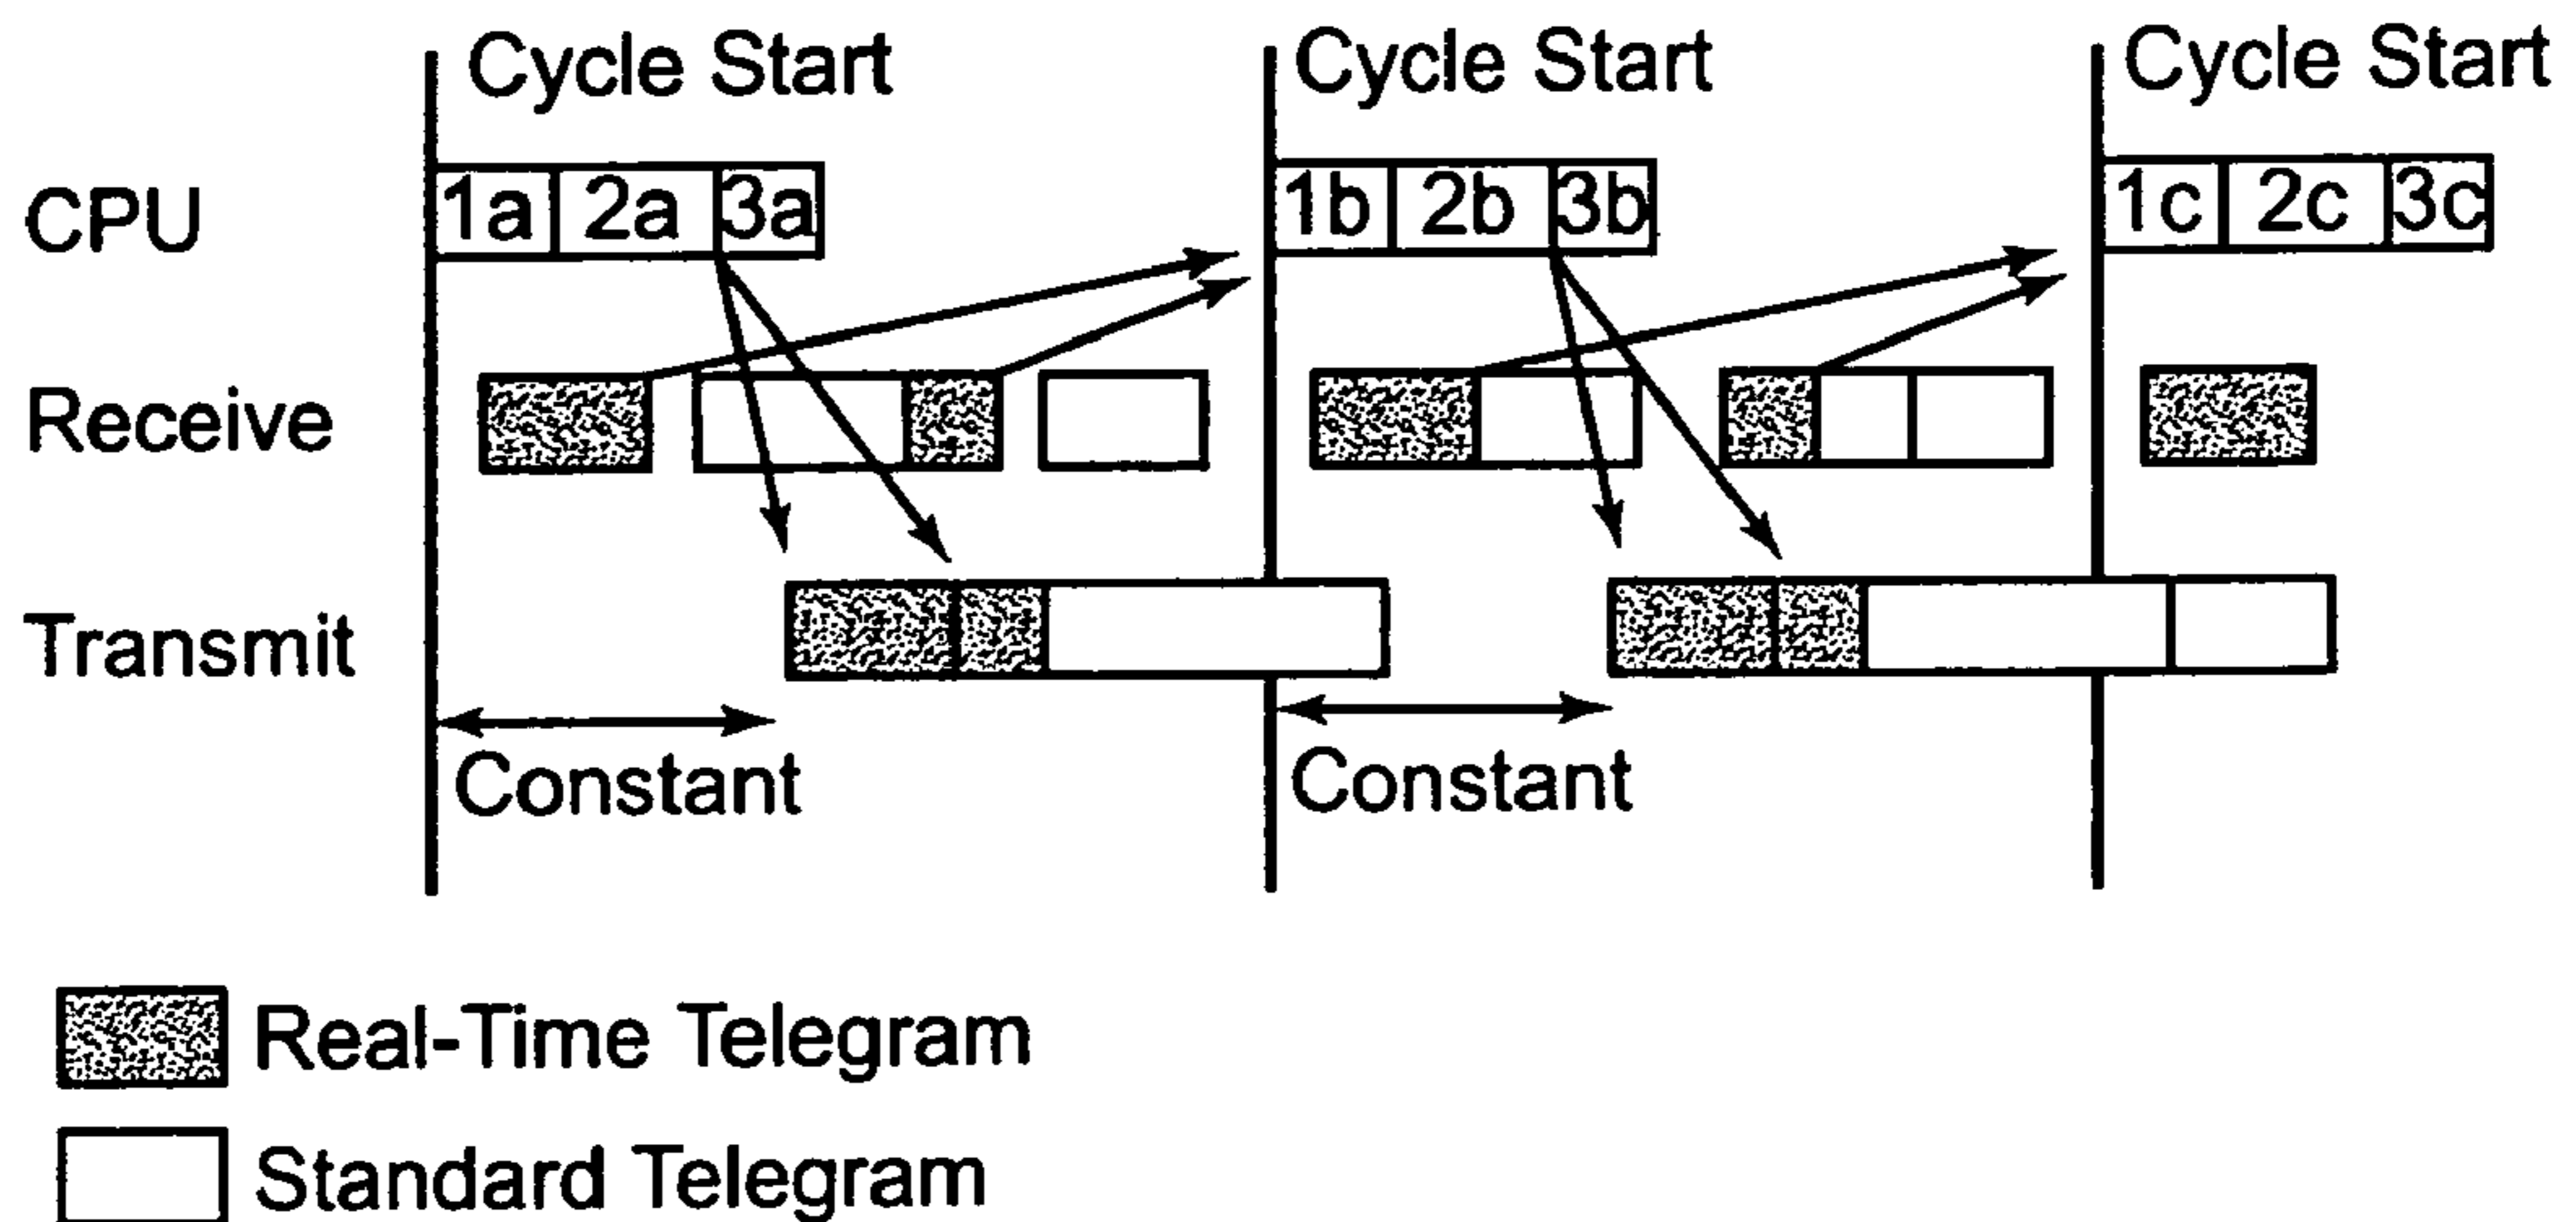 Cycle Start Cycle Start Cycle Start
CPU 1a 2a 3a 1b 2b 3b 1c 2c 3c
Receive
Transmit
Constant Constant
Real-Time Telegram
Standard Telegram